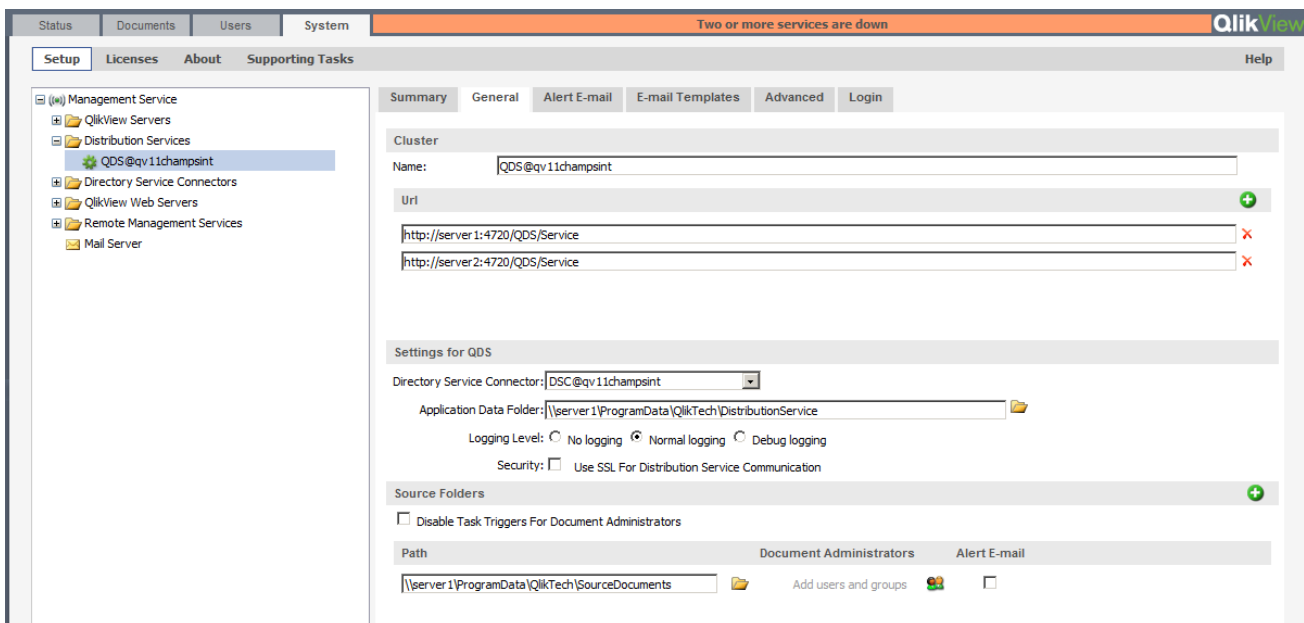 Status Documents Users System Two or more services are down QlikView
Setup Licenses About Supporting Tasks Help
Management Service
QlikView Servers
Distribution Services
QDS@qv11champsint
Directory Service Connectors
QlikView Web Servers
Remote Management Services
Mail Server
Summary General Alert E-mail E-mail Templates Advanced Login
Cluster
Name: QDS@qv11champsint
Url
http://server1:4720/QDS/Service
http://server2:4720/QDS/Service
Settings for QDS
Directory Service Connector: DSC@qv11champsint
Application Data Folder: \\server1\ProgramData\QlikTech\DistributionService
Logging Level: No logging Normal logging Debug logging
Security: Use SSL For Distribution Service Communication
Source Folders
Disable Task Triggers For Document Administrators
Path Document Administrators Alert E-mail
\\server1\ProgramData\QlikTech\SourceDocuments Add users and groups